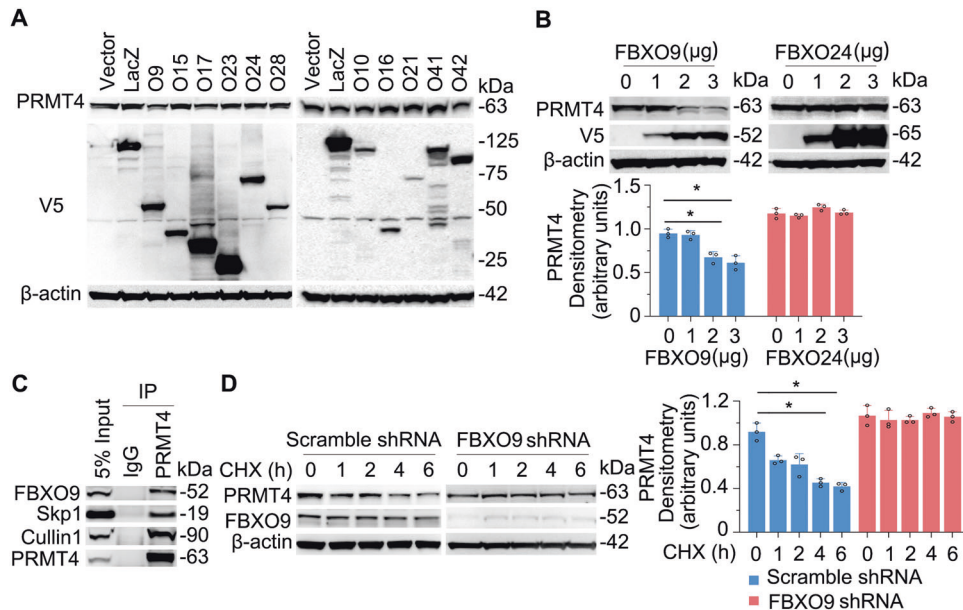 A
Vector
LacZ
O9
O15
O17
O23
O24
O28
Vector
LacZ
O10
O16
O21
O41
O42
kDa
PRMT4
-63
V5
-125
-75
-50
-25
β-actin
-42
B
FBXO9(μg) FBXO24(μg)
0 1 2 3 kDa 0 1 2 3 kDa
PRMT4 -63 -63
V5 -52 -65
β-actin -42 -42
PRMT4
Densitometry
(arbitrary units)
1.5
1.0
0.5
0
*
*
0 1 2 3 0 1 2 3
FBXO9(μg) FBXO24(μg)
C
IP
5% Input
IgG
PRMT4
kDa
FBXO9 -52
Skp1 -19
Cullin1 -90
PRMT4 -63
D
Scramble shRNA FBXO9 shRNA
CHX (h) 0 1 2 4 6 0 1 2 4 6 kDa
PRMT4 -63
FBXO9 -52
β-actin -42
PRMT4
Densitometry
(arbitrary units)
1.2
0.8
0.4
0
*
*
CHX (h) 0 1 2 4 6 0 1 2 4 6
Scramble shRNA
FBXO9 shRNA